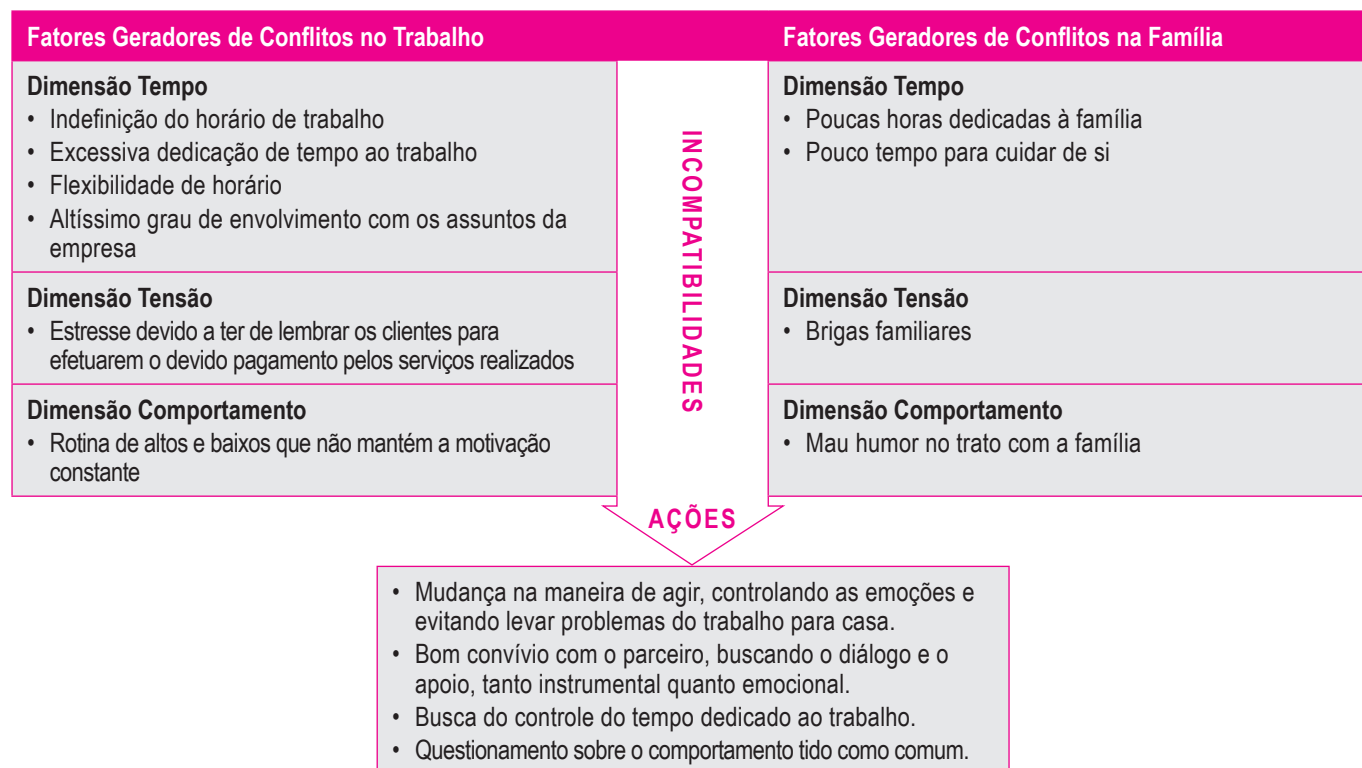 Fatores Geradores de Conflitos no Trabalho
Fatores Geradores de Conflitos na Família
Dimensão Tempo
• Indefinição do horário de trabalho
• Excessiva dedicação de tempo ao trabalho
• Flexibilidade de horário
• Altíssimo grau de envolvimento com os assuntos da
empresa
INCOMPATIBILIDADES
Dimensão Tempo
• Poucas horas dedicadas à família
• Pouco tempo para cuidar de si
Dimensão Tensão
• Estresse devido a ter de lembrar os clientes para
efetuarem o devido pagamento pelos serviços realizados
Dimensão Tensão
• Brigas familiares
Dimensão Comportamento
• Rotina de altos e baixos que não mantém a motivação
constante
Dimensão Comportamento
• Mau humor no trato com a família
AÇÕES
• Mudança na maneira de agir, controlando as emoções e
evitando levar problemas do trabalho para casa.
• Bom convívio com o parceiro, buscando o diálogo e o
apoio, tanto instrumental quanto emocional.
• Busca do controle do tempo dedicado ao trabalho.
• Questionamento sobre o comportamento tido como comum.